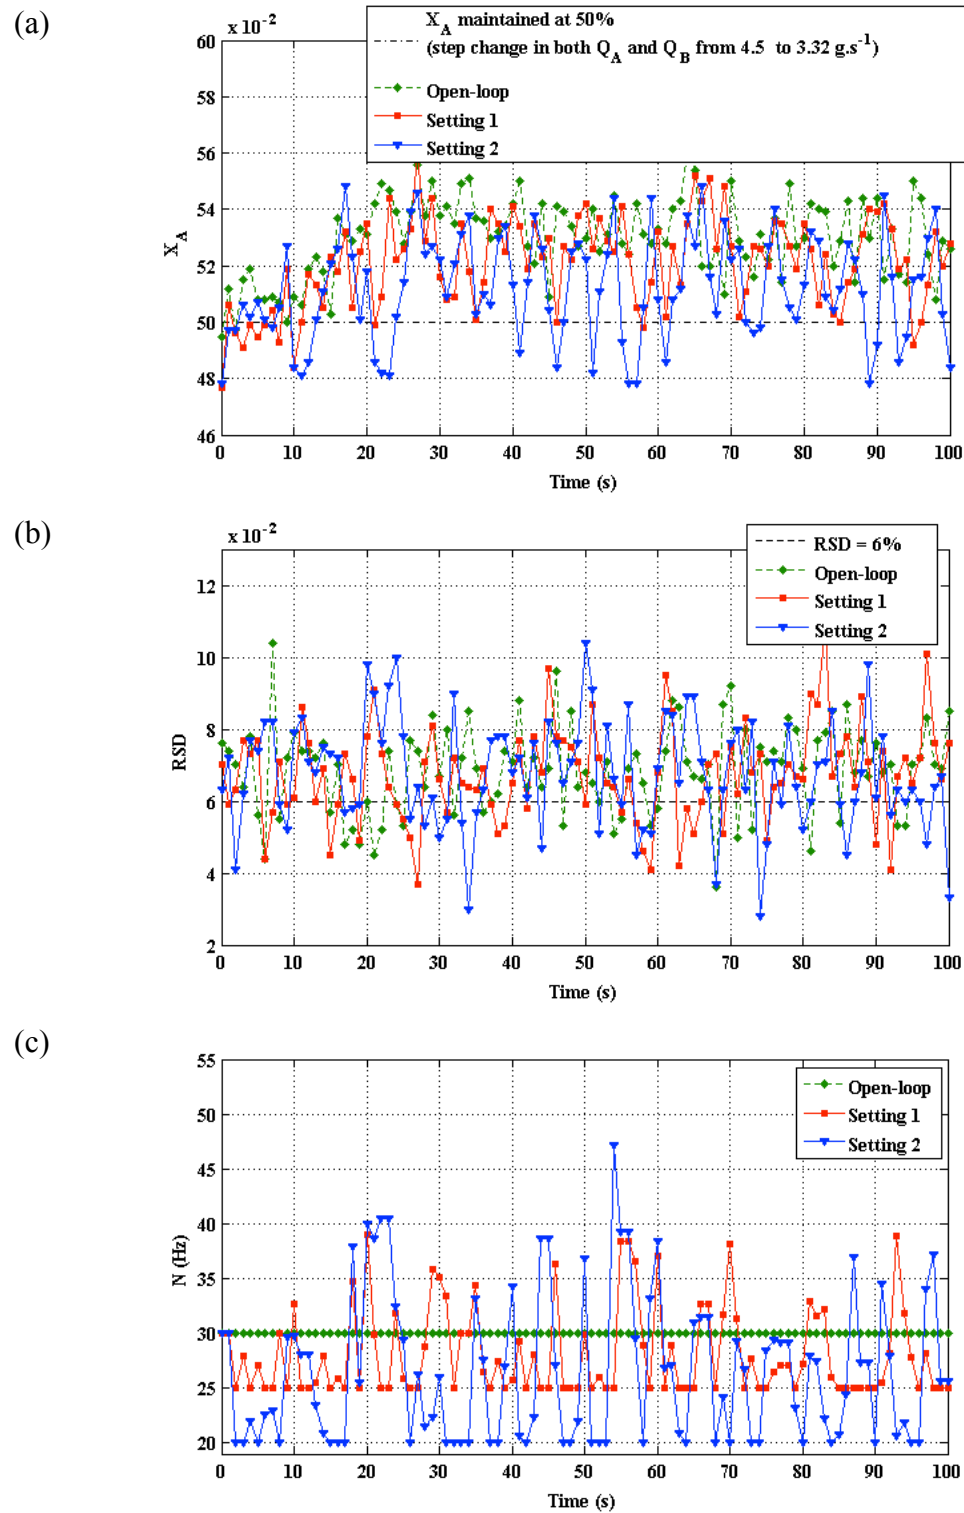 (a)
x 10-2
X_A maintained at 50%
(step change in both Q_A and Q_B from 4.5 to 3.32 g.s-1)
Open-loop
Setting 1
Setting 2
60
58
56
54
52
50
48
46
X_A
0 10 20 30 40 50 60 70 80 90 100
Time (s)
(b)
x 10-2
RSD = 6%
Open-loop
Setting 1
Setting 2
12
10
8
6
4
2
RSD
0 10 20 30 40 50 60 70 80 90 100
Time (s)
(c)
Open-loop
Setting 1
Setting 2
55
50
45
40
35
30
25
20
N (Hz)
0 10 20 30 40 50 60 70 80 90 100
Time (s)